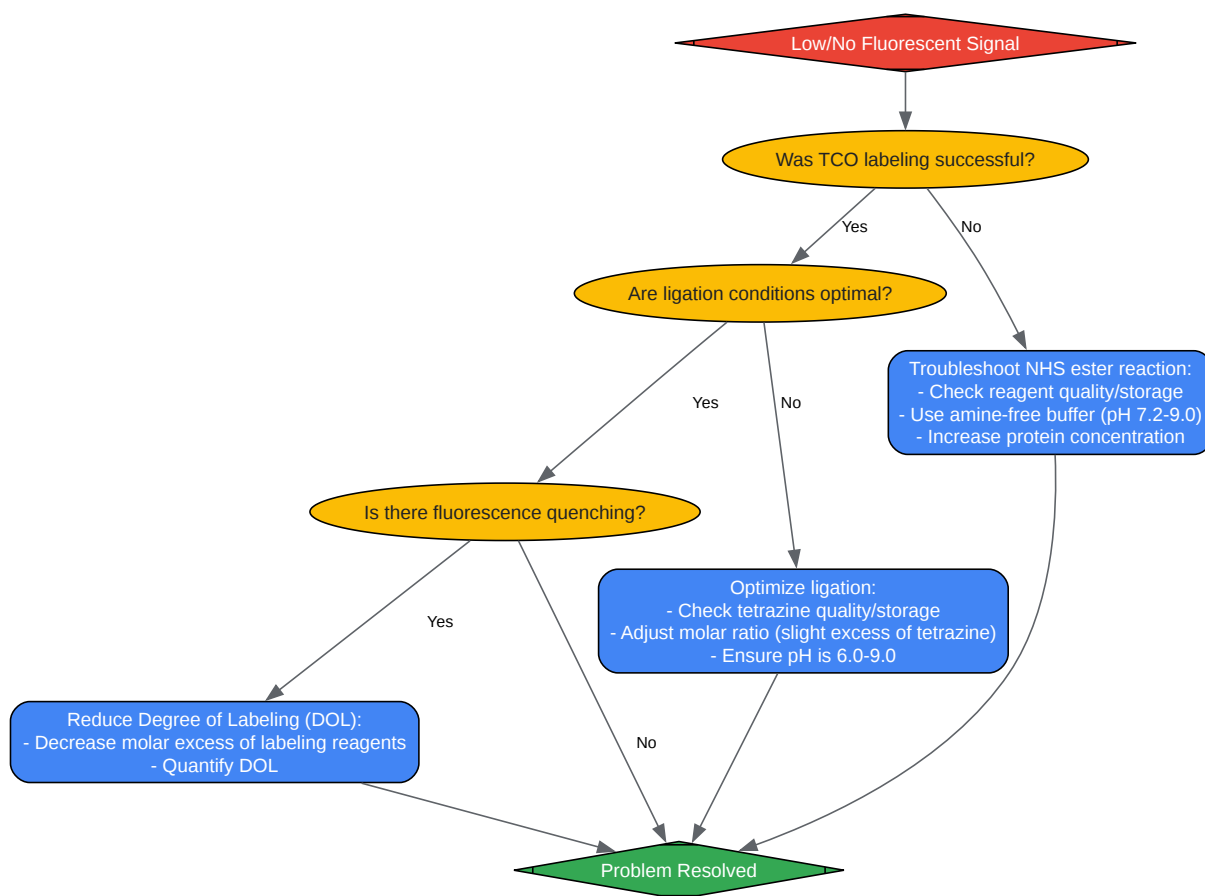 Low/No Fluorescent Signal
Was TCO labeling successful?
Yes
No
Are ligation conditions optimal?
Troubleshoot NHS ester reaction:
- Check reagent quality/storage
- Use amine-free buffer (pH 7.2-9.0)
- Increase protein concentration
Yes
No
Is there fluorescence quenching?
Optimize ligation:
- Check tetrazine quality/storage
- Adjust molar ratio (slight excess of tetrazine)
- Ensure pH is 6.0-9.0
Yes
No
Reduce Degree of Labeling (DOL):
- Decrease molar excess of labeling reagents
- Quantify DOL
Problem Resolved